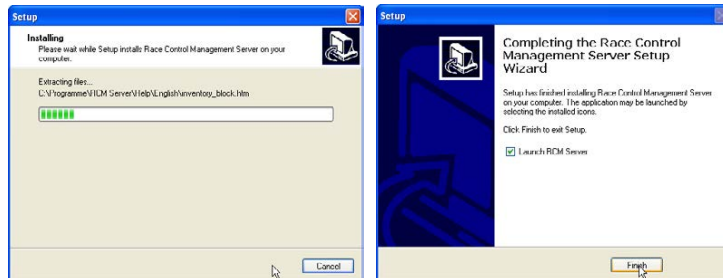 Setup
Installing
Please wait while Setup installs Race Control Management Server on your
computer.
Extracting files...
C:\Programme\RCM Server\Help\English\inventory_block.htm
Cancel
Setup
Completing the Race Control
Management Server Setup
Wizard
Setup has finished installing Race Control Management Server
on your computer. The application may be launched by
selecting the installed icons.
Click Finish to exit Setup.
Launch RCM Server
Finish